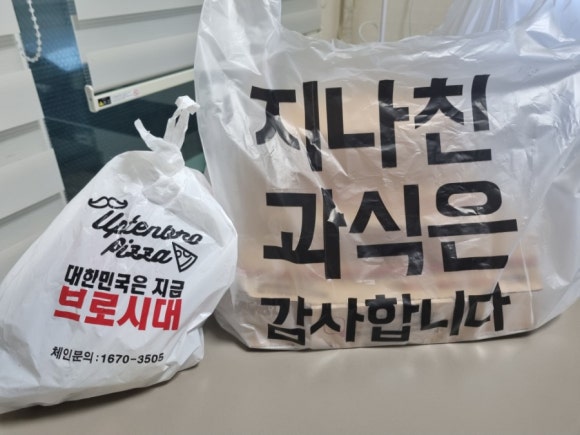 Uptenbro
Pizza
대한민국은 지금
브로시대
체인문의 : 1670-3505
지나친
과식은
감사합니다